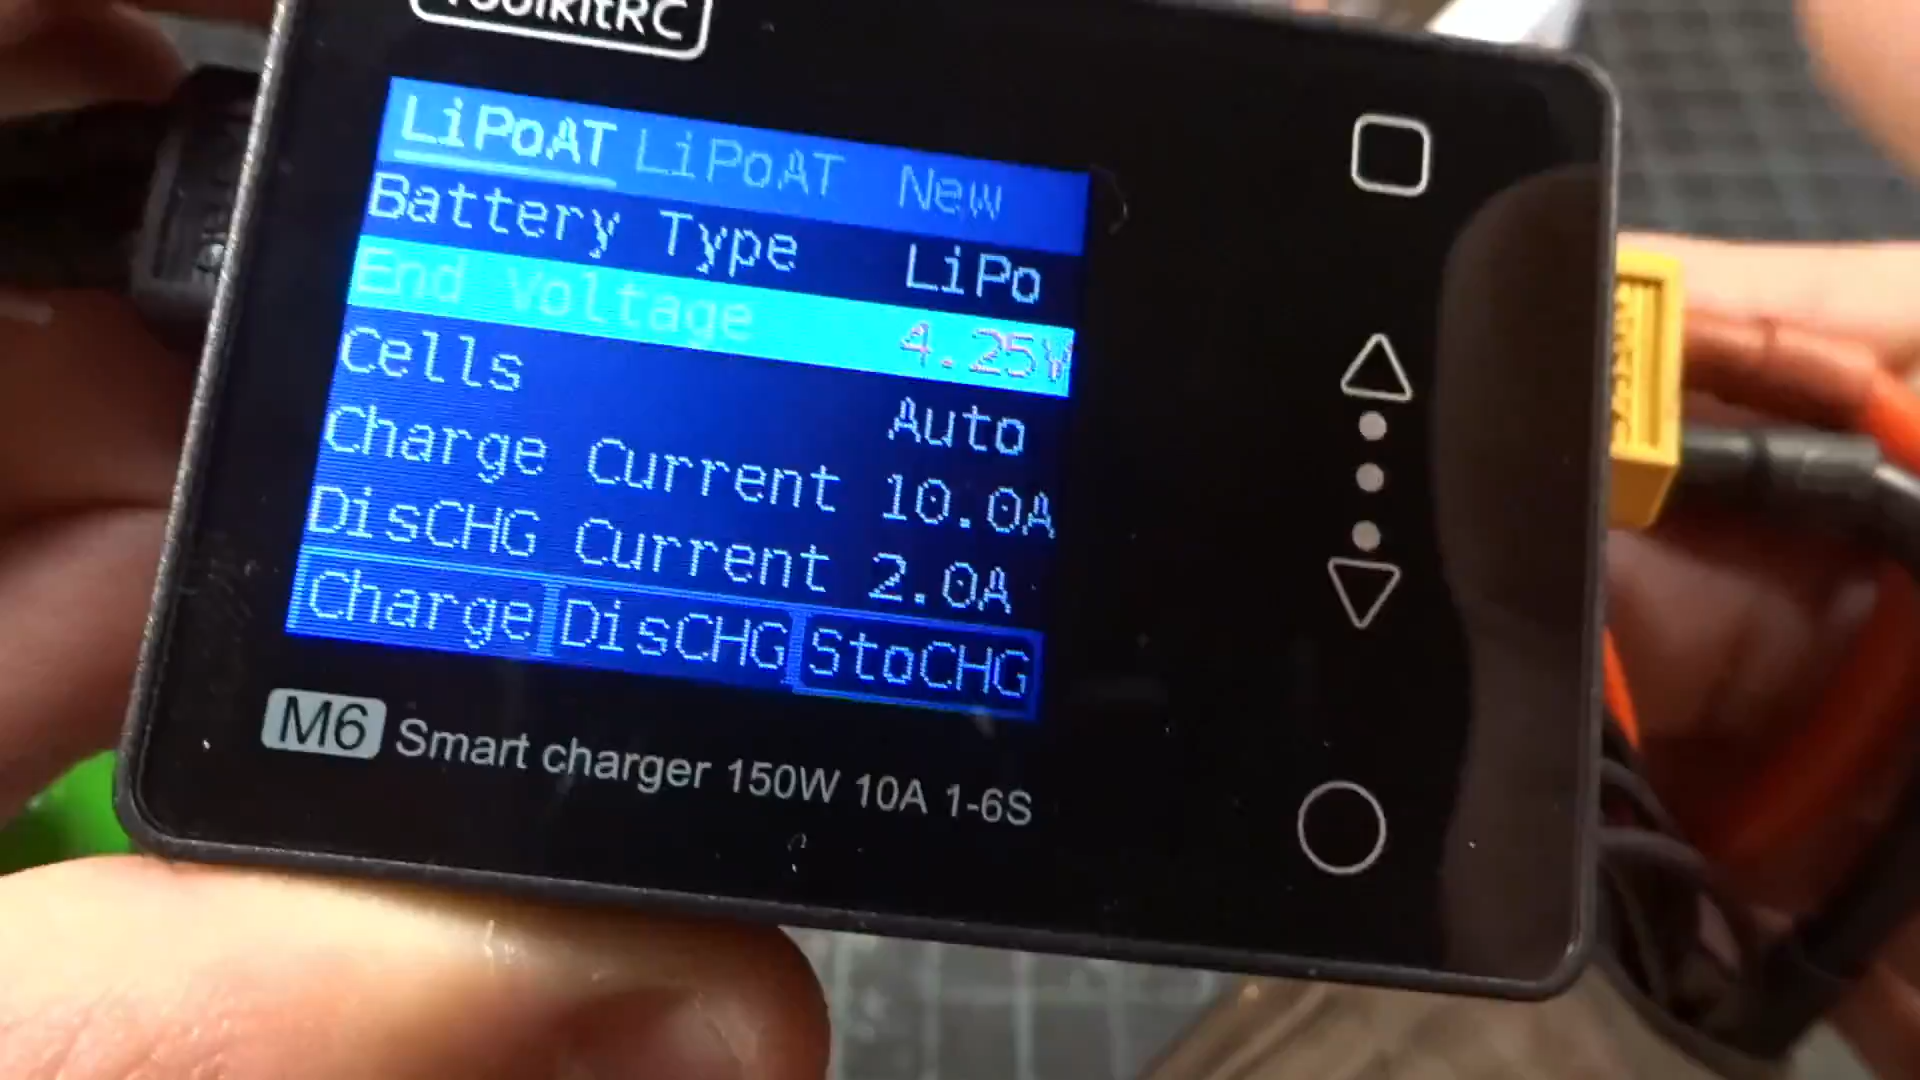 ToolkitRC
LiPoAT LiPoAT New
Battery Type LiPo
End Voltage 4.25V
Cells Auto
Charge Current 10.0A
DisCHG Current 2.0A
Charge DisCHG StoCHG
M6 Smart charger 150W 10A 1-6S